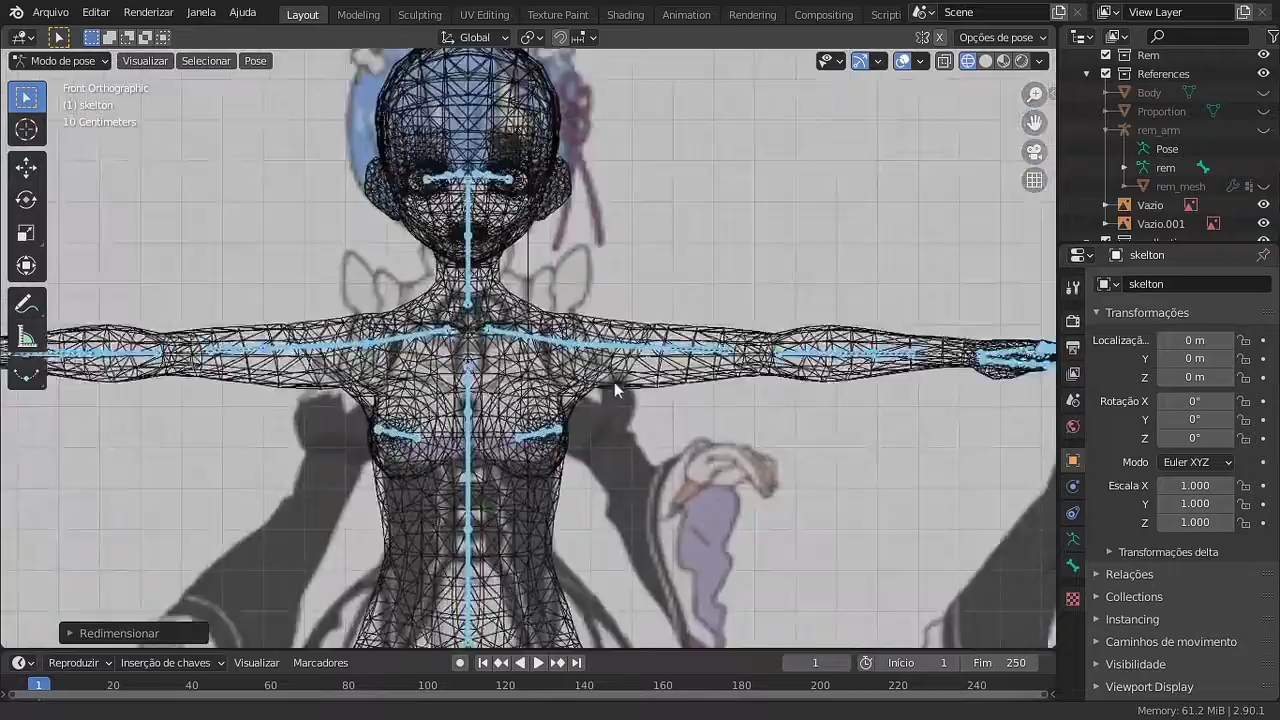 Arquivo Editar Renderizar Janela Ajuda Layout Modeling Sculpting UV Editing Texture Paint Shading Animation Rendering Compositing Scripti Scene View Layer
Global X Opções de pose
Modo de pose Visualizar Selecionar Pose
Front Orthographic
(1) skelton
10 Centimeters
Rem
References
Body
Proportion
rem_arm
Pose
rem
rem_mesh
Vazio
Vazio.001
skelton
skelton
Transformações
Localizaçã... 0 m
Y 0 m
Z 0 m
Rotação X 0°
Y 0°
Z 0°
Modo Euler XYZ
Escala X 1.000
Y 1.000
Z 1.000
Transformações delta
Relações
Collections
Instancing
Caminhos de movimento
Visibilidade
Viewport Display
Redimensionar
Reproduzir Inserção de chaves Visualizar Marcadores 1 Início 1 Fim 250
1 20 40 60 80 100 120 140 160 180 200 220 240
Memory: 61.2 MiB | 2.90.1